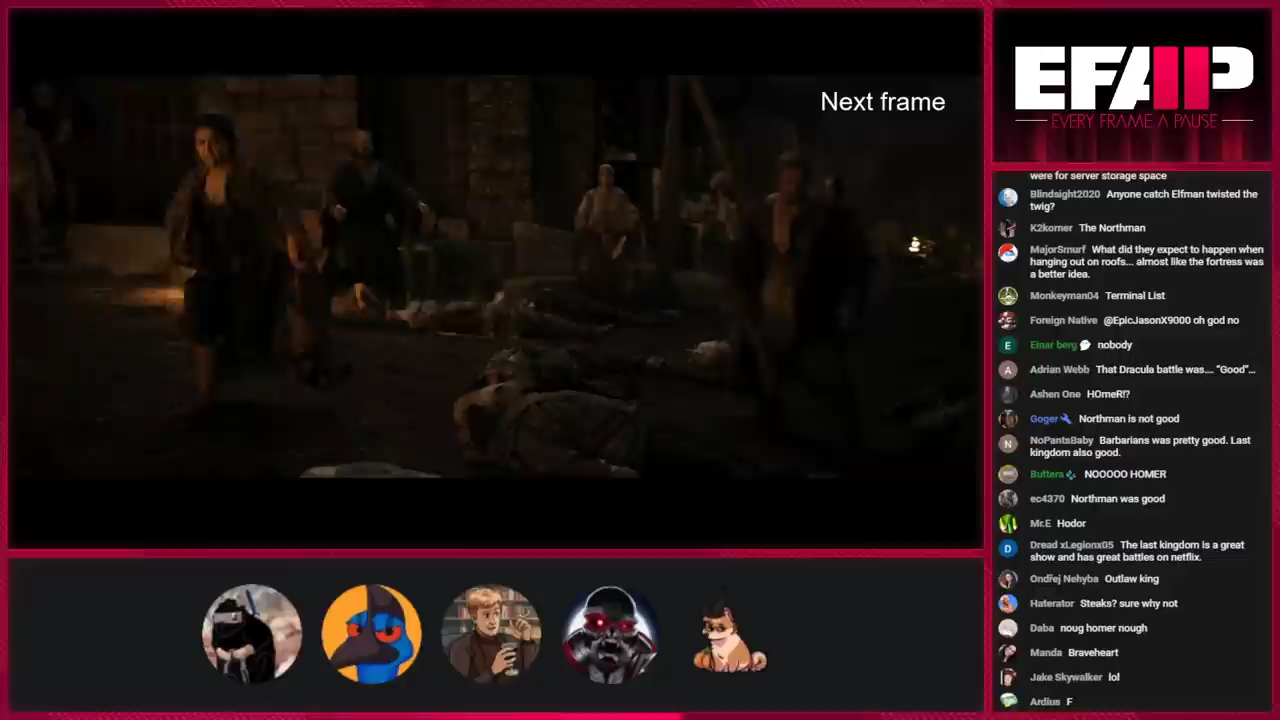 Next frame
EFAP
EVERY FRAME A PAUSE
were for server storage space
Blindsight2020 Anyone catch Elfman twisted the
twig?
K2korner The Northman
MajorSmurf What did they expect to happen when
hanging out on roofs... almost like the fortress was
a better idea.
Monkeyman04 Terminal List
Foreign Native @EpicJasonX9000 oh god no
E Einar berg nobody
A Adrian Webb That Dracula battle was.... "Good"...
Ashen One HOmeR!?
Goger Northman is not good
N NoPantsBaby Barbarians was pretty good. Last
kingdom also good.
Butters NOOOOO HOMER
ec4370 Northman was good
Mr.E Hodor
D Dread xLegionx05 The last kingdom is a great
show and has great battles on netflix.
Ondřej Nehyba Outlaw king
Haterator Steaks? sure why not
Daba noug homer nough
Manda Braveheart
Jake Skywalker lol
Ardius F